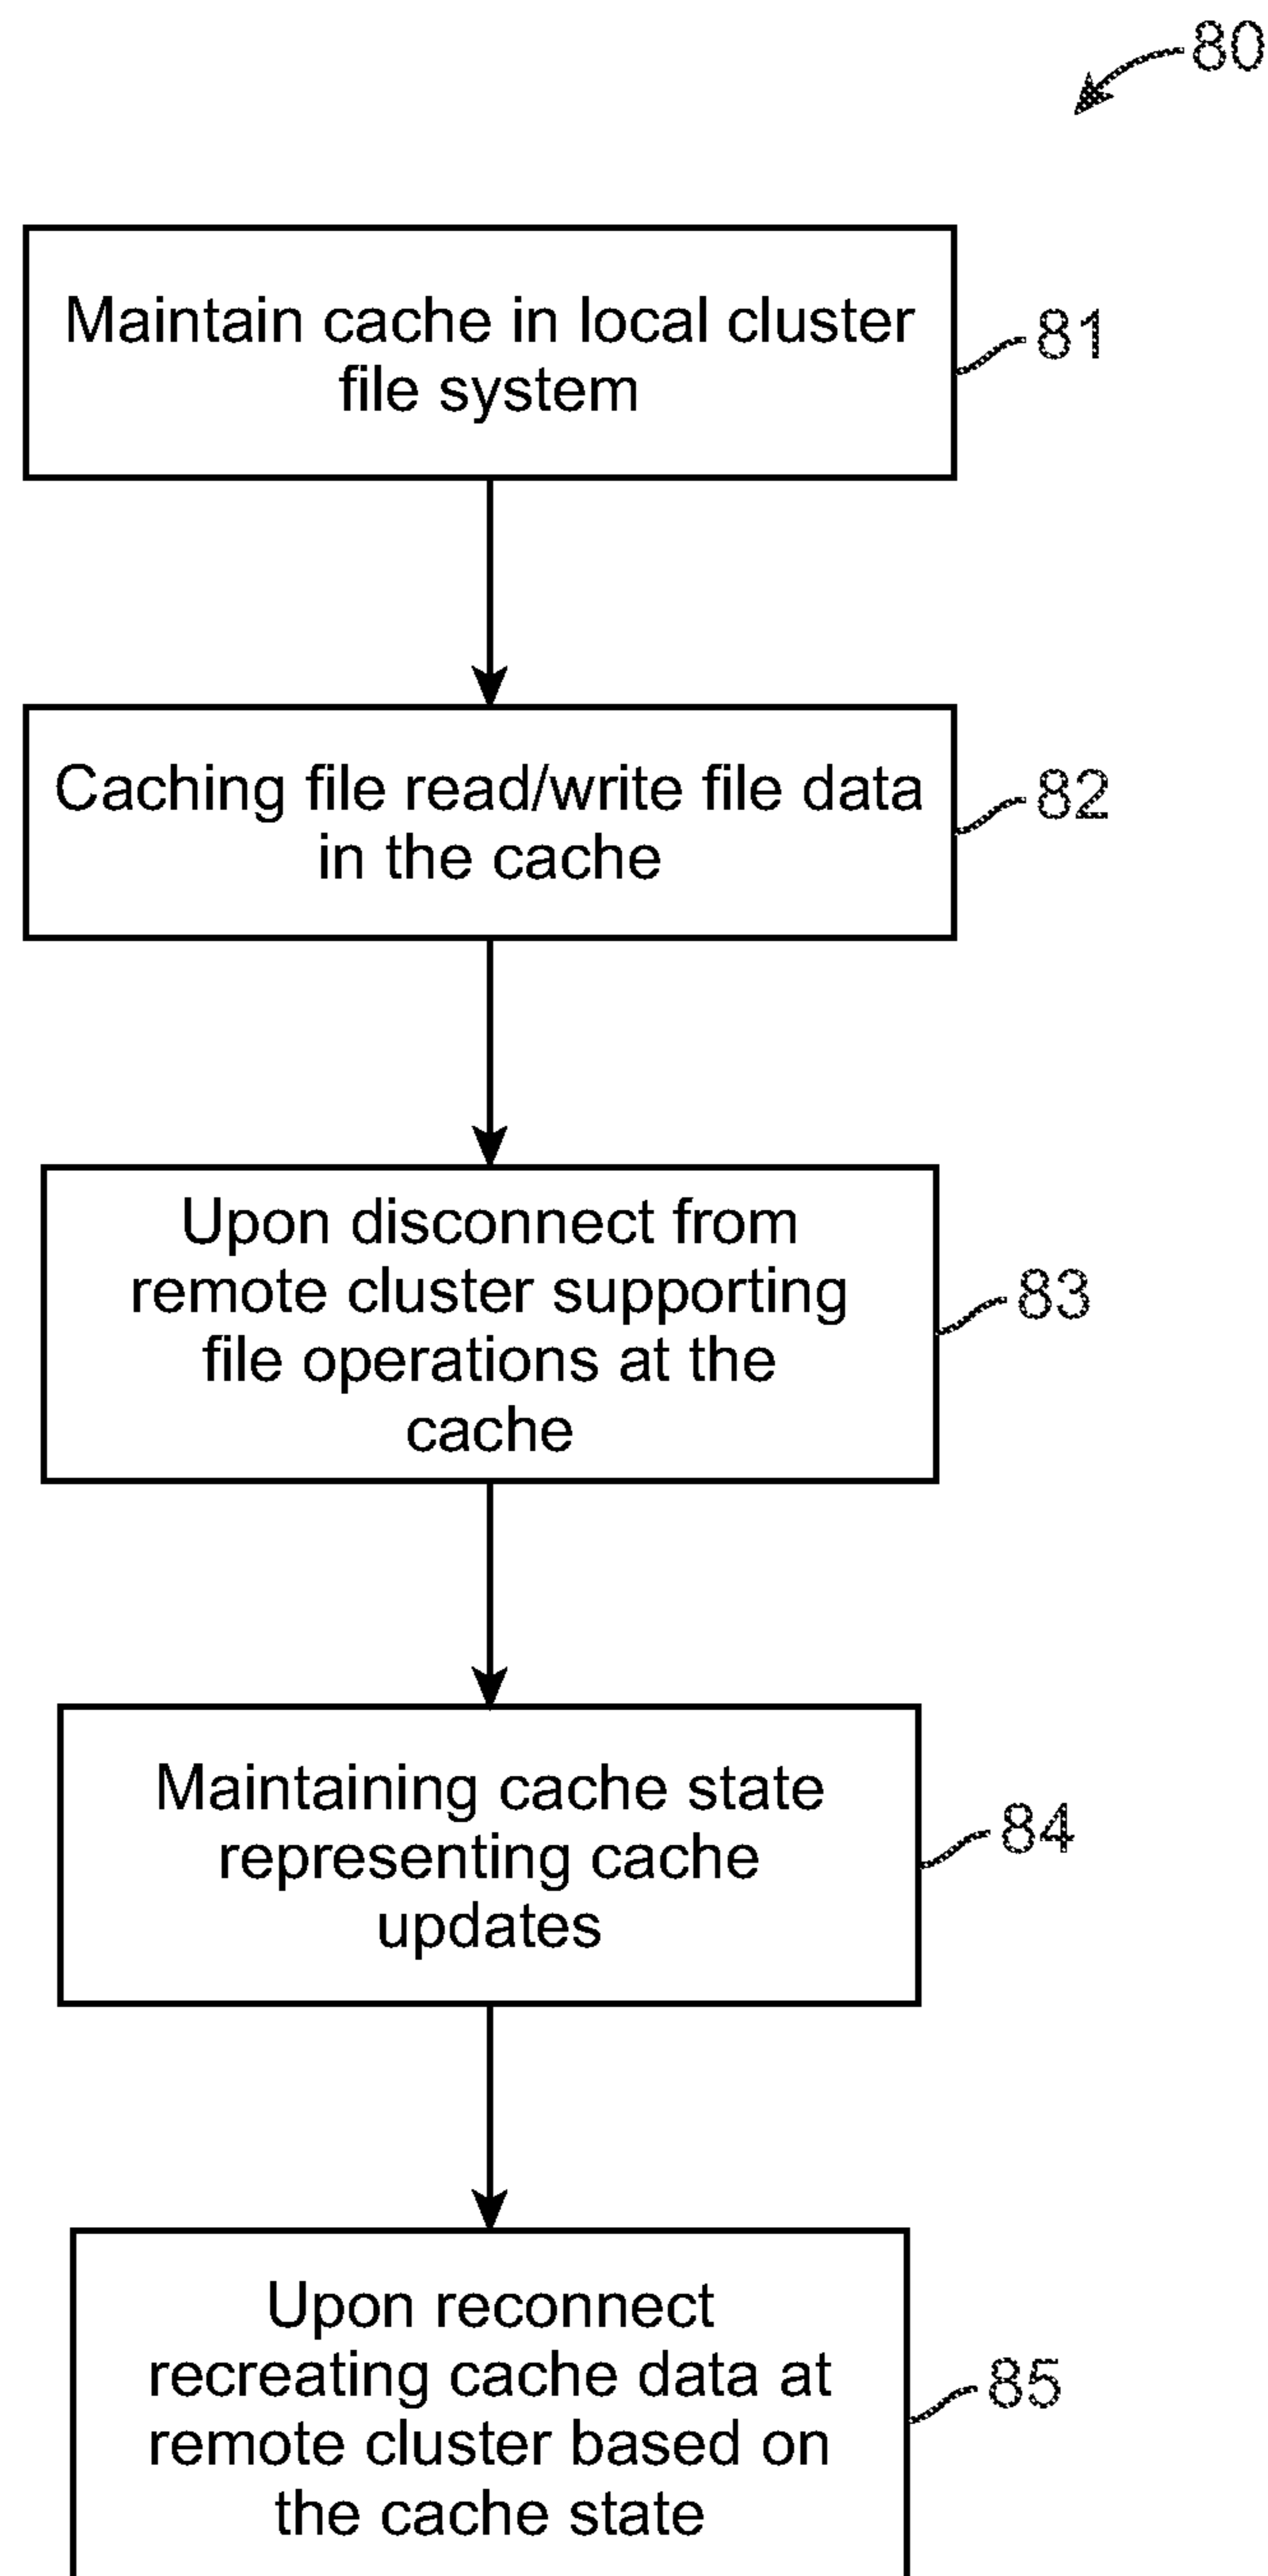 80
Maintain cache in local cluster
file system
81
Caching file read/write file data
in the cache
82
Upon disconnect from
remote cluster supporting
file operations at the
cache
83
Maintaining cache state
representing cache
updates
84
Upon reconnect
recreating cache data at
remote cluster based on
the cache state
85